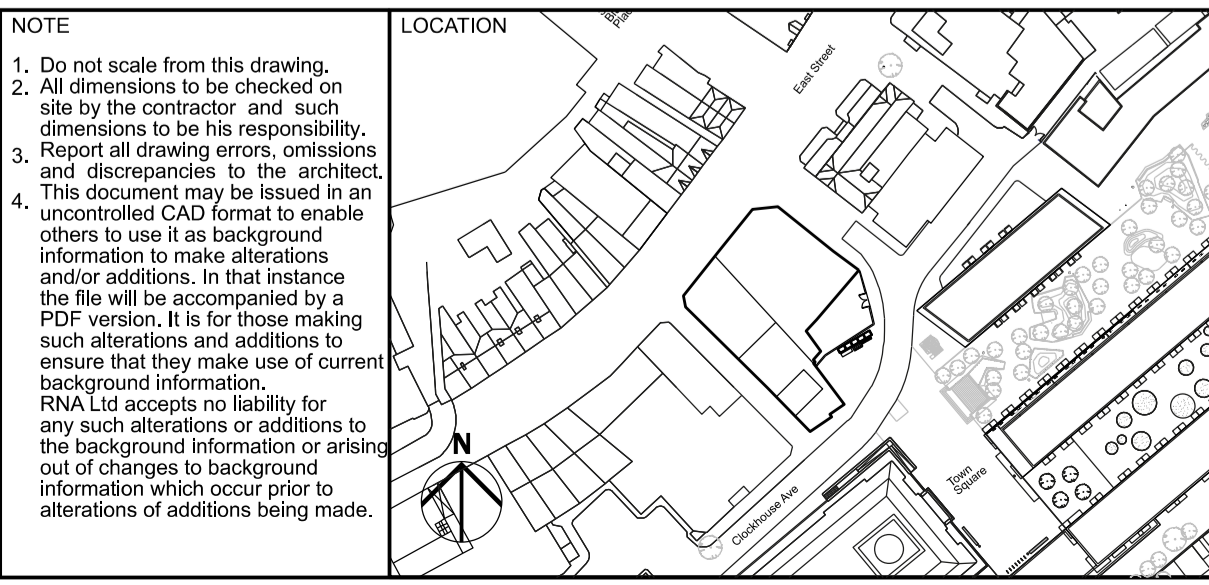 NOTE
1. Do not scale from this drawing.
2. All dimensions to be checked on
site by the contractor and such
dimensions to be his responsibility.
3. Report all drawing errors, omissions
and discrepancies to the architect.
4. This document may be issued in an
uncontrolled CAD format to enable
others to use it as background
information to make alterations
and/or additions. In that instance
the file will be accompanied by a
PDF version. It is for those making
such alterations and additions to
ensure that they make use of current
background information.
RNA Ltd accepts no liability for
any such alterations or additions to
the background information or arising
out of changes to background
information which occur prior to
alterations of additions being made.
LOCATION
Place
East Street
N
Clockhouse Ave
Town
Square